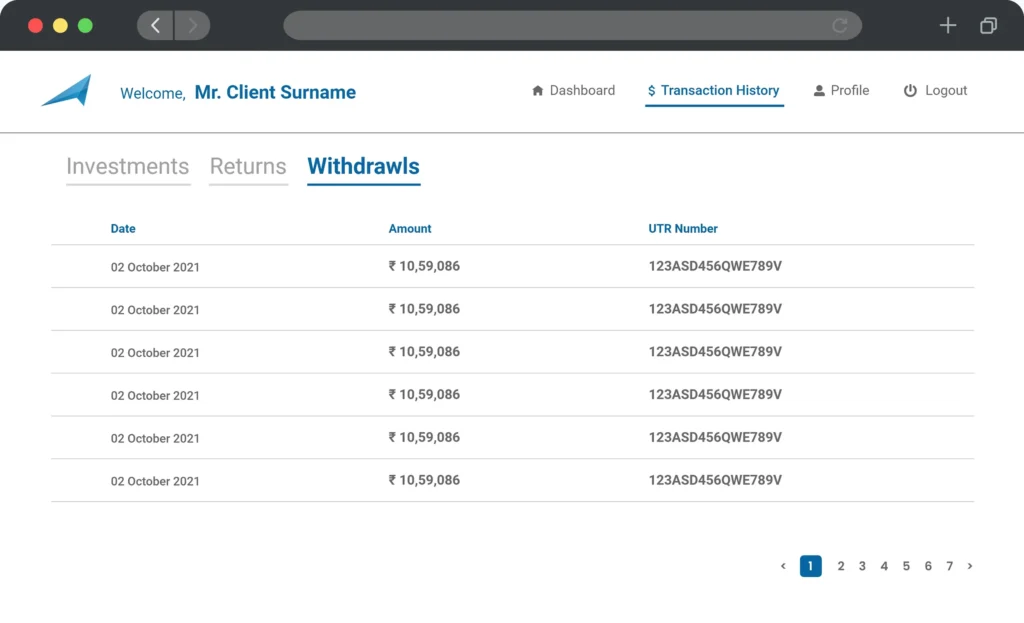 Welcome, Mr. Client Surname
Dashboard
$ Transaction History
Profile
Logout
Investments Returns Withdrawls
Date Amount UTR Number
02 October 2021 ₹ 10,59,086 123ASD456QWE789V
02 October 2021 ₹ 10,59,086 123ASD456QWE789V
02 October 2021 ₹ 10,59,086 123ASD456QWE789V
02 October 2021 ₹ 10,59,086 123ASD456QWE789V
02 October 2021 ₹ 10,59,086 123ASD456QWE789V
02 October 2021 ₹ 10,59,086 123ASD456QWE789V
‹ 1 2 3 4 5 6 7 ›